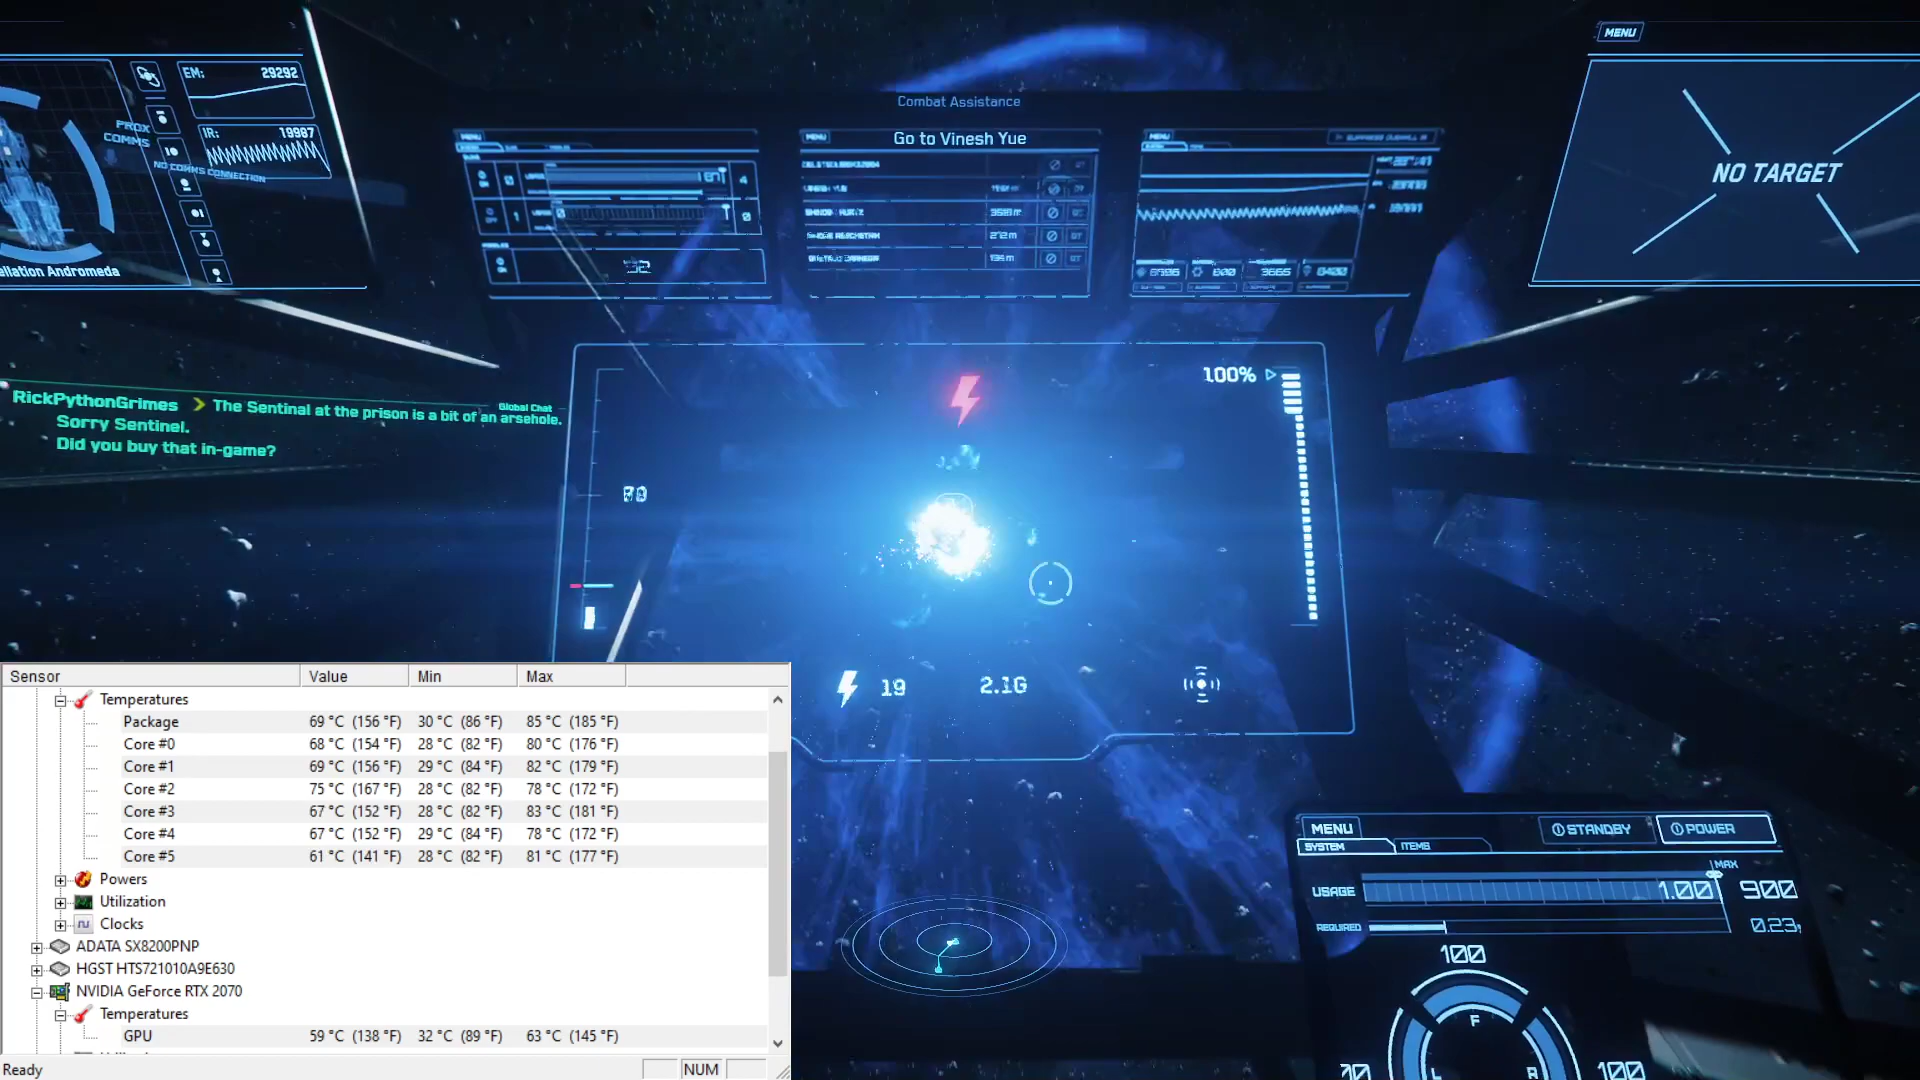 EM: 29292
IR: 19987
PROX
COMMS
NO COMMS CONNECTION
ellation Andromeda
Combat Assistance
Go to Vinesh Yue
MENU
MENU
MENU
MENU
NO TARGET
Global Chat
RickPythonGrimes > The Sentinal at the prison is a bit of an arsehole.
Sorry Sentinel.
Did you buy that in-game?
100%
19
2.1G
Sensor Value Min Max
Temperatures
Package 69 °C (156 °F) 30 °C (86 °F) 85 °C (185 °F)
Core #0 68 °C (154 °F) 28 °C (82 °F) 80 °C (176 °F)
Core #1 69 °C (156 °F) 29 °C (84 °F) 82 °C (179 °F)
Core #2 75 °C (167 °F) 28 °C (82 °F) 78 °C (172 °F)
Core #3 67 °C (152 °F) 28 °C (82 °F) 83 °C (181 °F)
Core #4 67 °C (152 °F) 29 °C (84 °F) 78 °C (172 °F)
Core #5 61 °C (141 °F) 28 °C (82 °F) 81 °C (177 °F)
Powers
Utilization
Clocks
ADATA SX8200PNP
HGST HTS721010A9E630
NVIDIA GeForce RTX 2070
Temperatures
GPU 59 °C (138 °F) 32 °C (89 °F) 63 °C (145 °F)
Ready NUM
MENU STANDBY POWER
SYSTEM ITEMS
MAX
USAGE 1.00 900
REQUIRED 0.23
100
F
L R
100